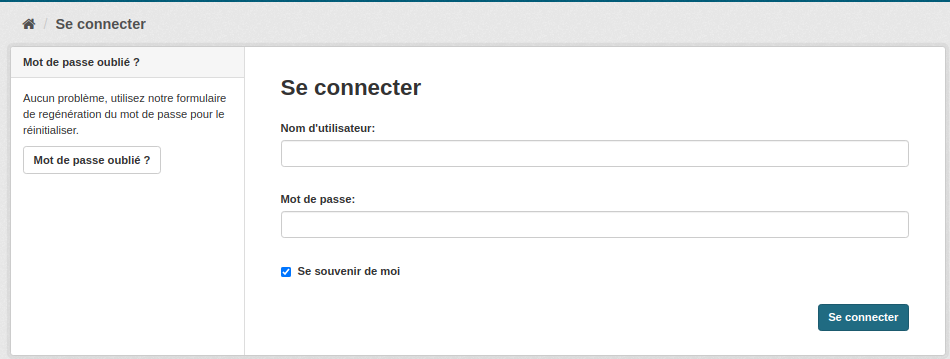 / Se connecter
Mot de passe oublié ?
Aucun problème, utilisez notre formulaire
de regénération du mot de passe pour le
réinitialiser.
Mot de passe oublié ?
Se connecter
Nom d'utilisateur:
Mot de passe:
Se souvenir de moi
Se connecter